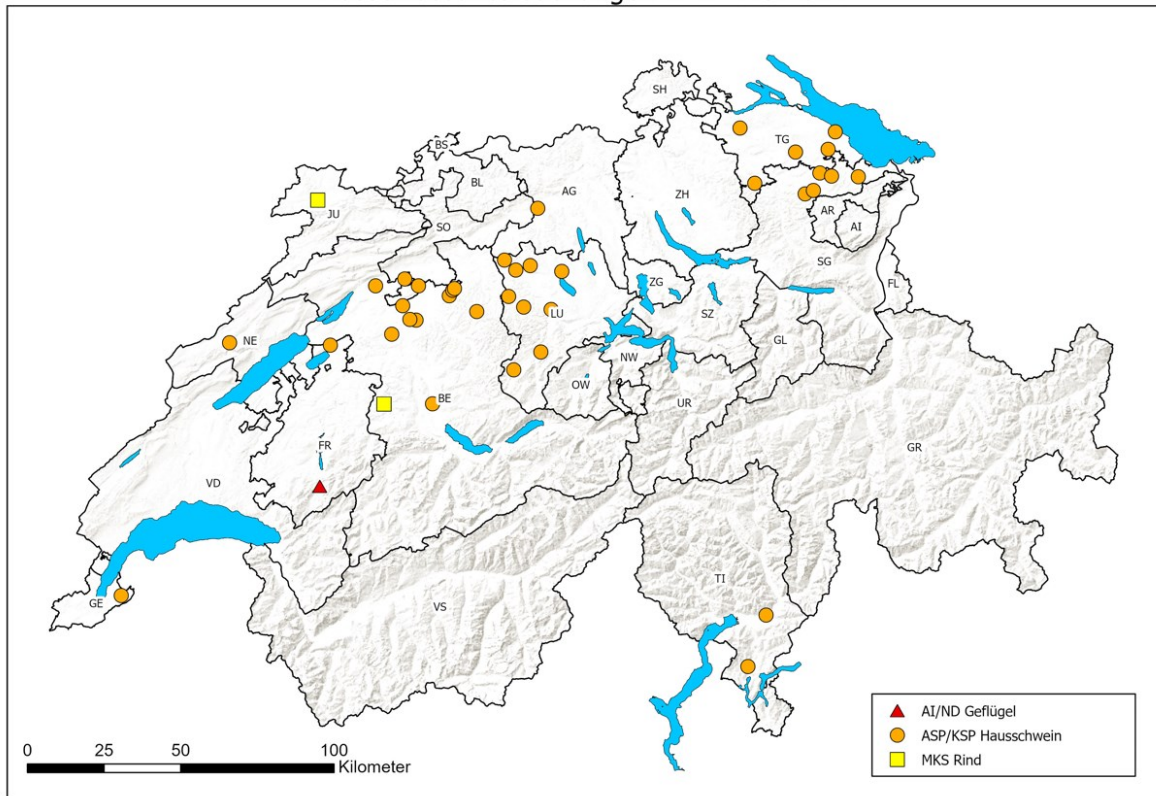 SH
TG
BS
BL
AG
ZH
JU
SO
AR
AI
SG
FL
ZG
LU
SZ
NE
GL
NW
OW
BE
UR
FR
GR
VD
TI
VS
GE
AI/ND Geflügel
ASP/KSP Hausschwein
MKS Rind
0 25 50 100
Kilometer